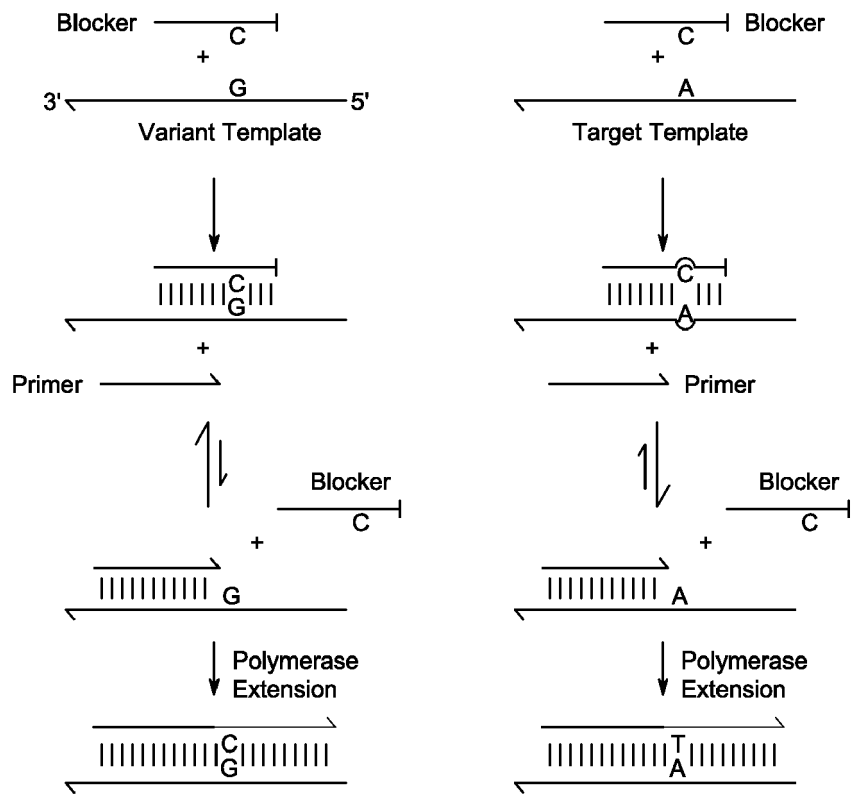 Blocker C C Blocker
+ +
G A
3' 5'
Variant Template Target Template
C C
G A
+ +
Primer Primer
Blocker Blocker
C C
+ +
G A
Polymerase Polymerase
Extension Extension
C T
G A